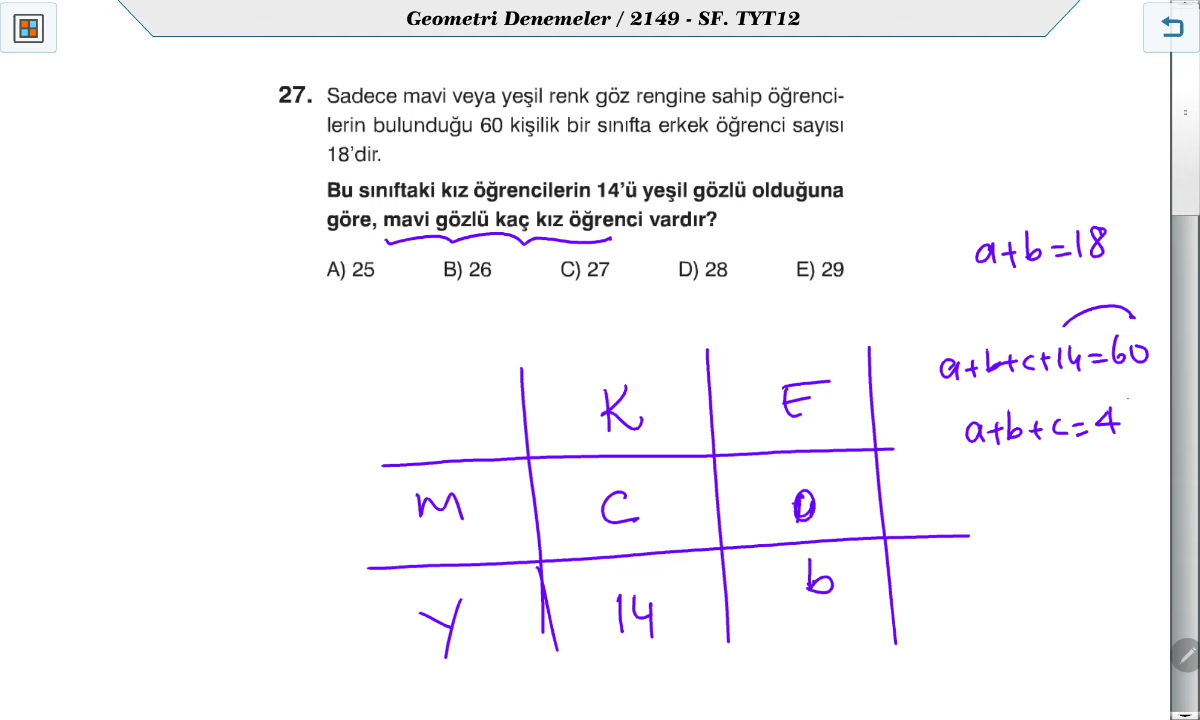 Geometri Denemeler / 2149 - SF. TYT12
27. Sadece mavi veya yeşil renk göz rengine sahip öğrenci-
lerin bulunduğu 60 kişilik bir sınıfta erkek öğrenci sayısı
18'dir.
Bu sınıftaki kız öğrencilerin 14'ü yeşil gözlü olduğuna
göre, mavi gözlü kaç kız öğrenci vardır?
A) 25 B) 26 C) 27 D) 28 E) 29
a+b=18
a+b+c+14=60
a+b+c=4
K E
M C
b
Y 14